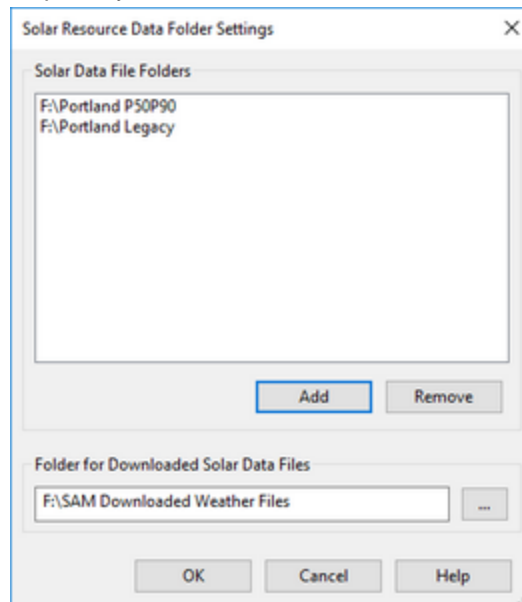 Solar Resource Data Folder Settings
Solar Data File Folders
F:\Portland P50P90
F:\Portland Legacy
Add
Remove
Folder for Downloaded Solar Data Files
F:\SAM Downloaded Weather Files
...
OK
Cancel
Help